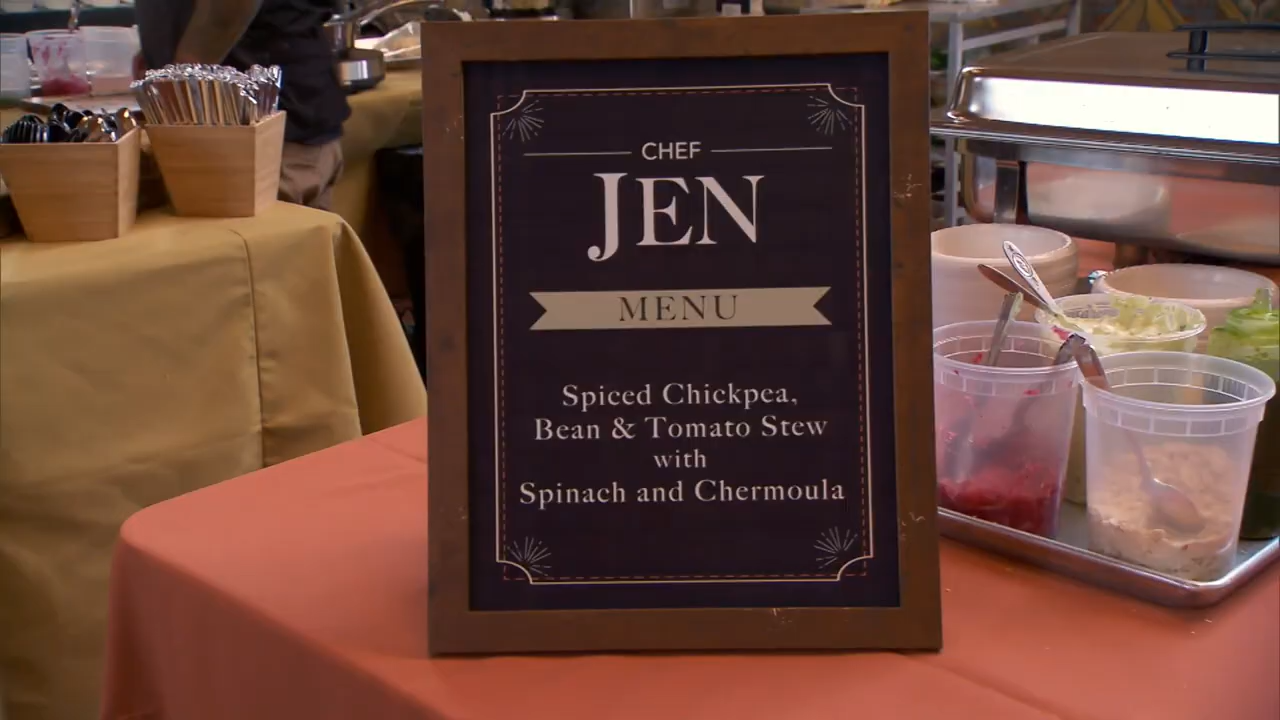 CHEF
JEN
MENU
Spiced Chickpea,
Bean & Tomato Stew
with
Spinach and Chermoula